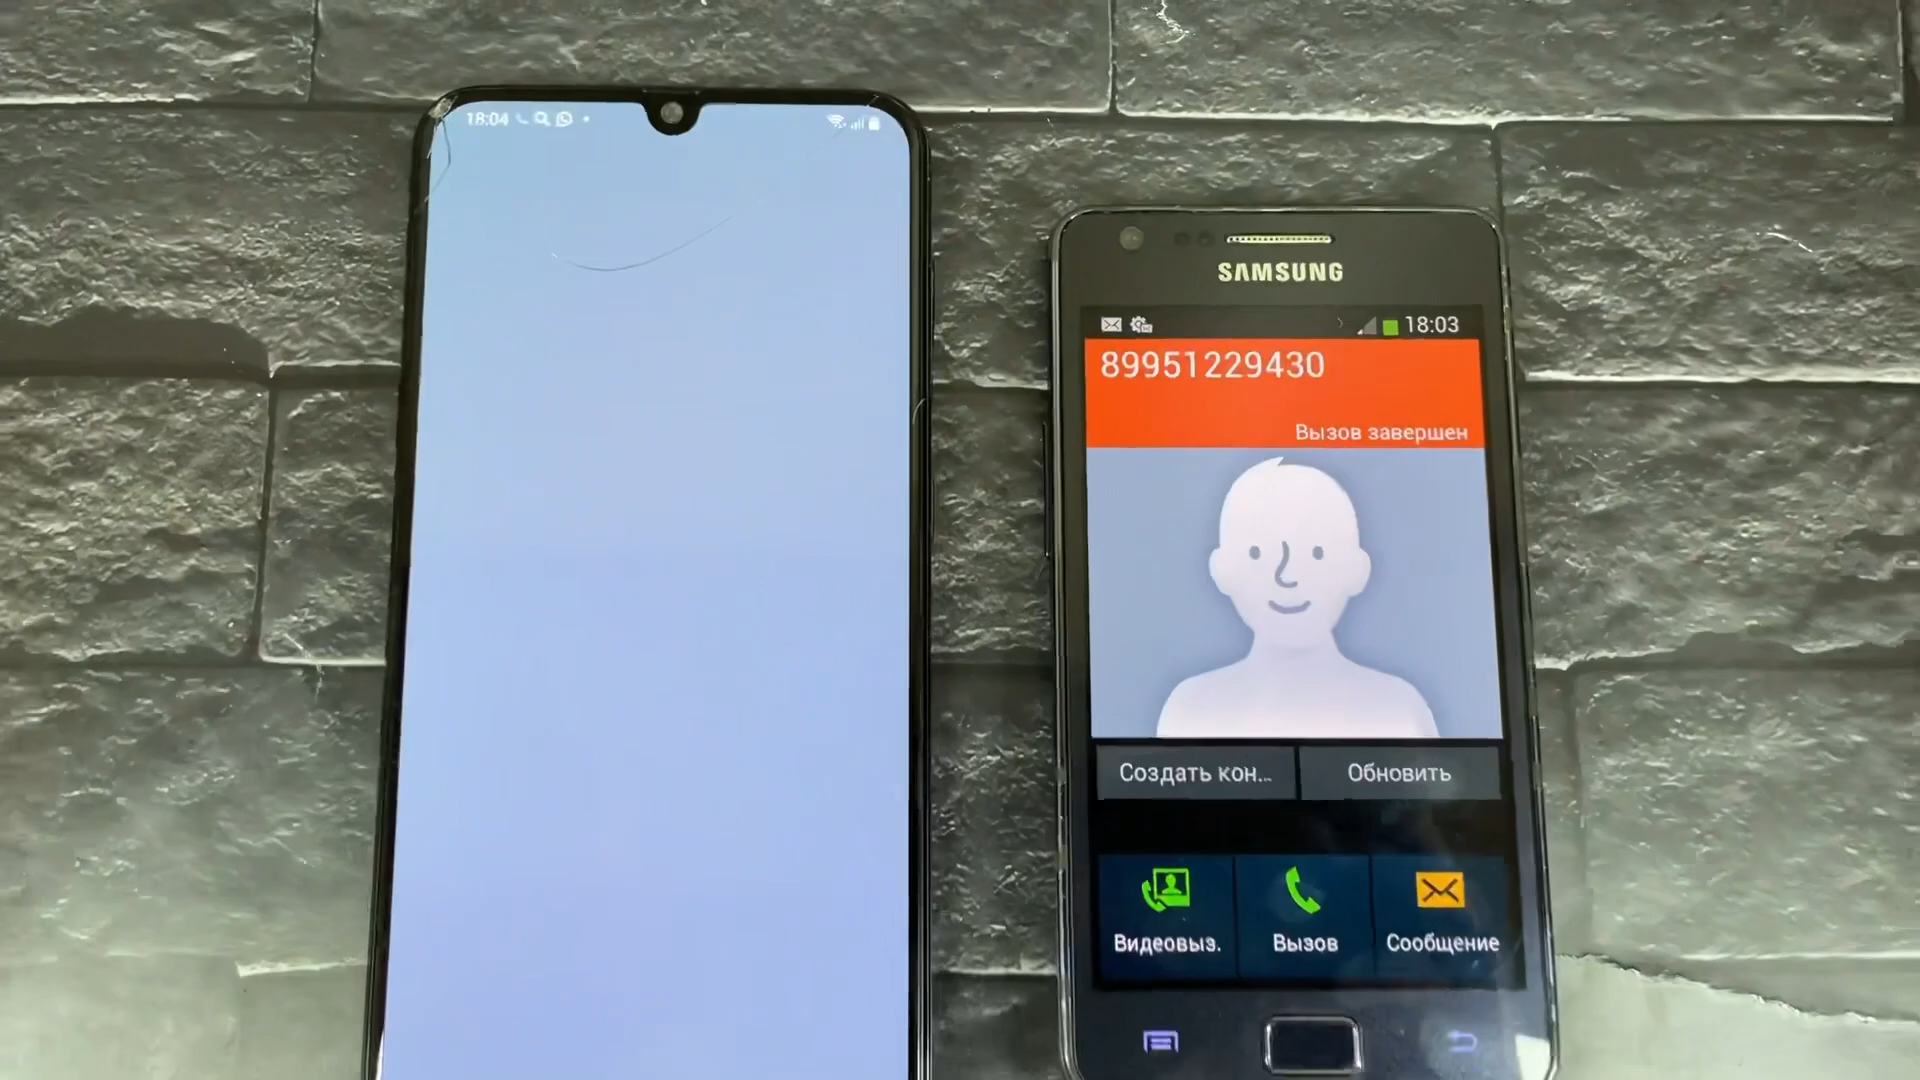 18:04
SAMSUNG
18:03
89951229430
Вызов завершен
Создать кон...
Обновить
Видеовыз.
Вызов
Сообщение